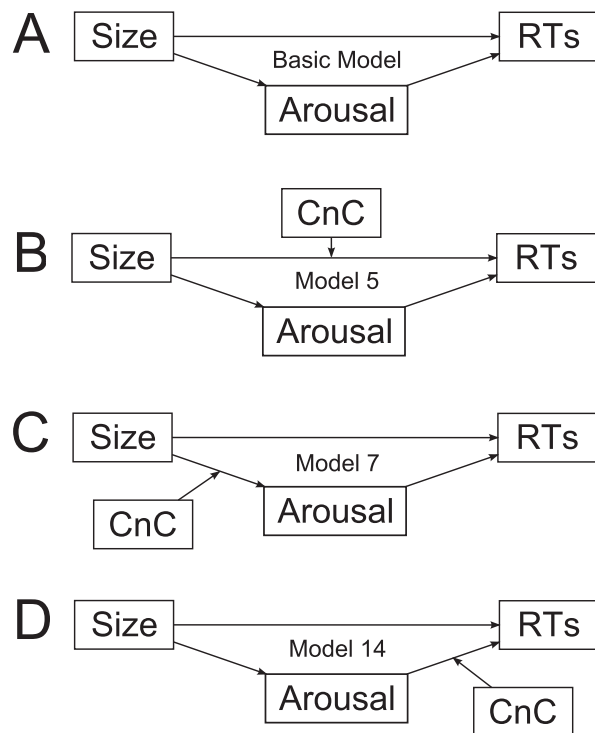 A
Size
RTs
Basic Model
Arousal
CnC
B
Size
RTs
Model 5
Arousal
C
Size
RTs
Model 7
Arousal
CnC
D
Size
RTs
Model 14
Arousal
CnC